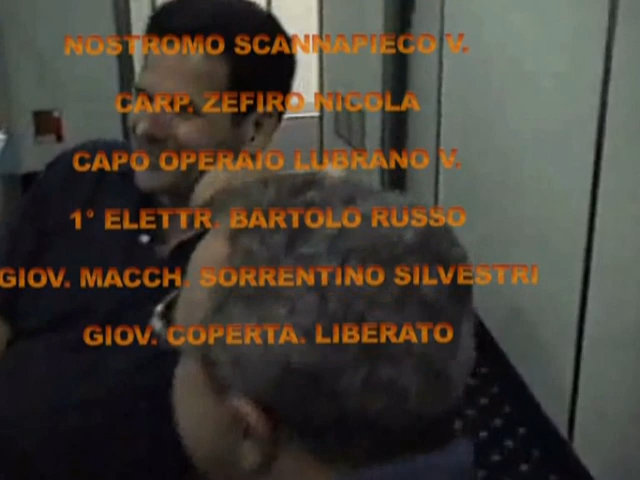 NOSTROMO SCANNAPIECO V.
CARP. ZEFIRO NICOLA
CAPO OPERAIO LUBRANO V.
1° ELETTR. BARTOLO RUSSO
GIOV. MACCH. SORRENTINO SILVESTRI
GIOV. COPERTA. LIBERATO